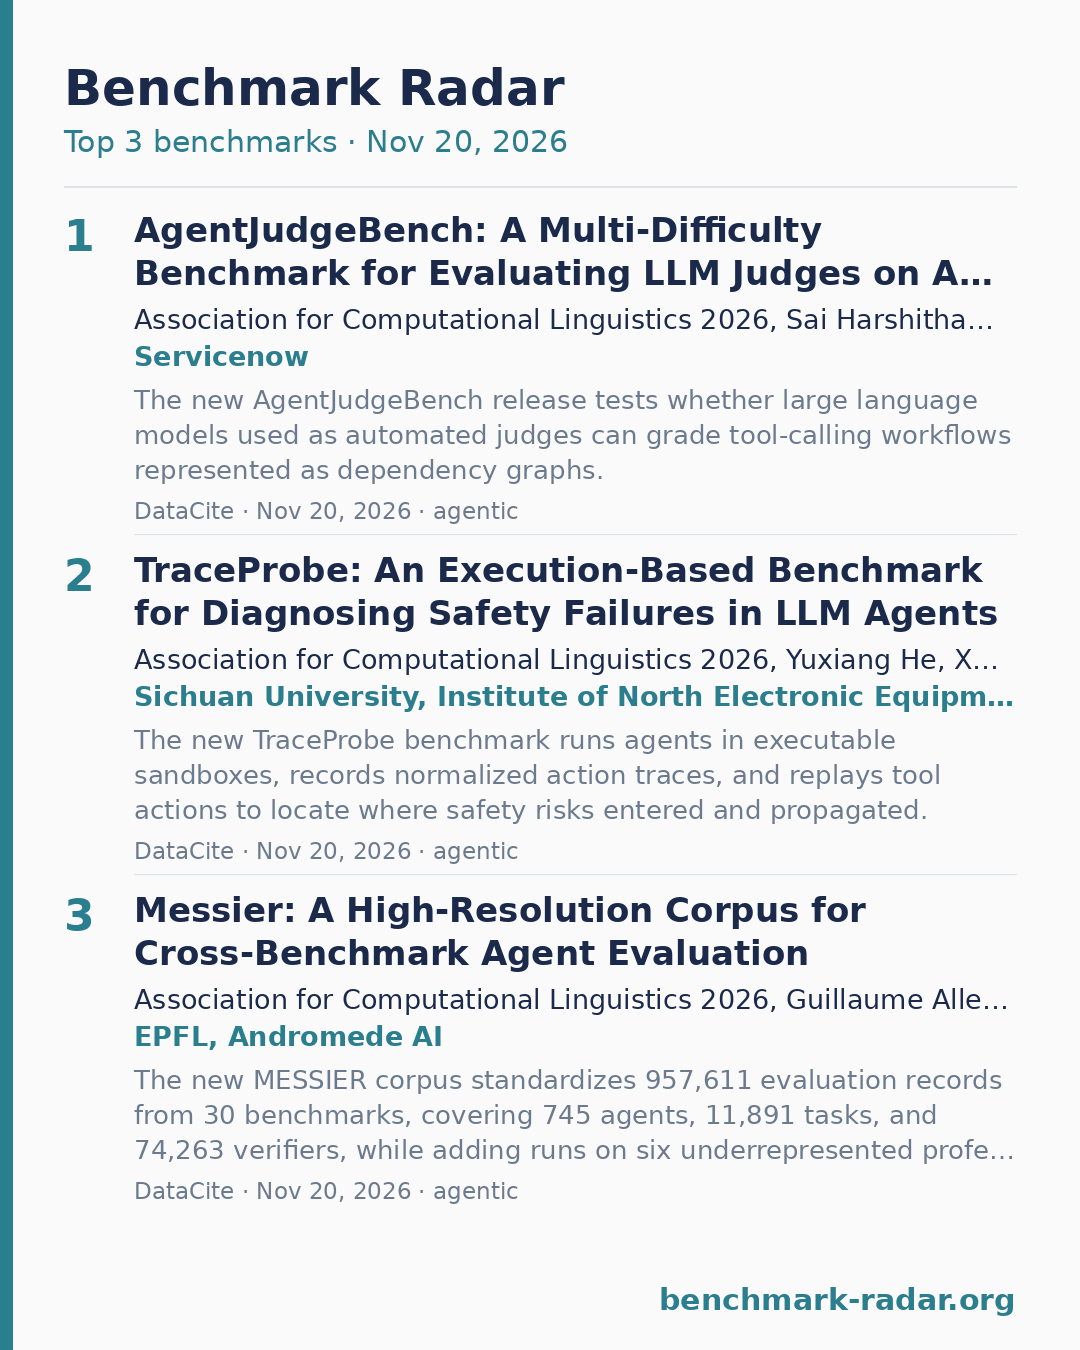 Benchmark Radar
Top 3 benchmarks · Nov 20, 2026
1
AgentJudgeBench: A Multi-Difficulty
Benchmark for Evaluating LLM Judges on A...
Association for Computational Linguistics 2026, Sai Harshitha...
Servicenow
The new AgentJudgeBench release tests whether large language
models used as automated judges can grade tool-calling workflows
represented as dependency graphs.
DataCite · Nov 20, 2026 · agentic
2
TraceProbe: An Execution-Based Benchmark
for Diagnosing Safety Failures in LLM Agents
Association for Computational Linguistics 2026, Yuxiang He, X...
Sichuan University, Institute of North Electronic Equipm...
The new TraceProbe benchmark runs agents in executable
sandboxes, records normalized action traces, and replays tool
actions to locate where safety risks entered and propagated.
DataCite · Nov 20, 2026 · agentic
3
Messier: A High-Resolution Corpus for
Cross-Benchmark Agent Evaluation
Association for Computational Linguistics 2026, Guillaume Alle...
EPFL, Andromede AI
The new MESSIER corpus standardizes 957,611 evaluation records
from 30 benchmarks, covering 745 agents, 11,891 tasks, and
74,263 verifiers, while adding runs on six underrepresented profe...
DataCite · Nov 20, 2026 · agentic
benchmark-radar.org